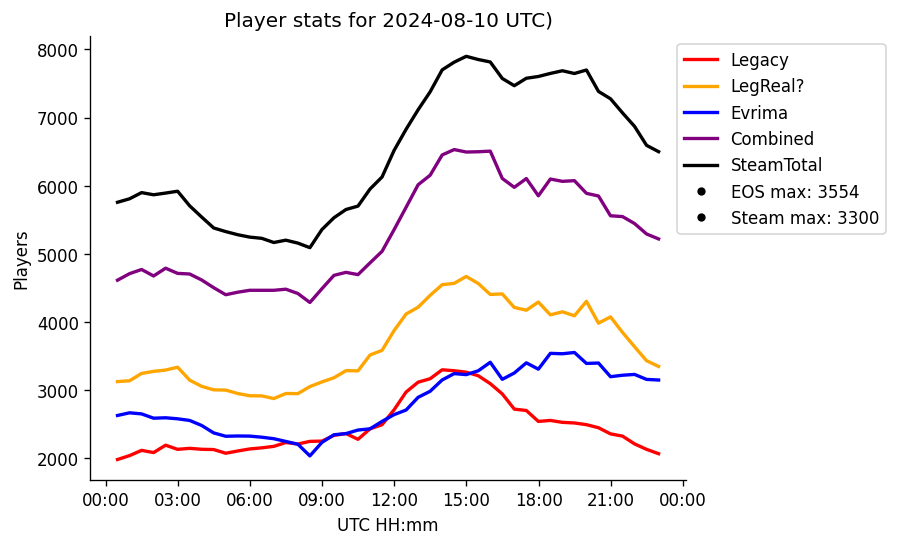 Player stats for 2024-08-10 UTC)
8000
7000
6000
5000
4000
3000
2000
Players
00:00 03:00 06:00 09:00 12:00 15:00 18:00 21:00 00:00
UTC HH:mm
Legacy
LegReal?
Evrima
Combined
SteamTotal
EOS max: 3554
Steam max: 3300